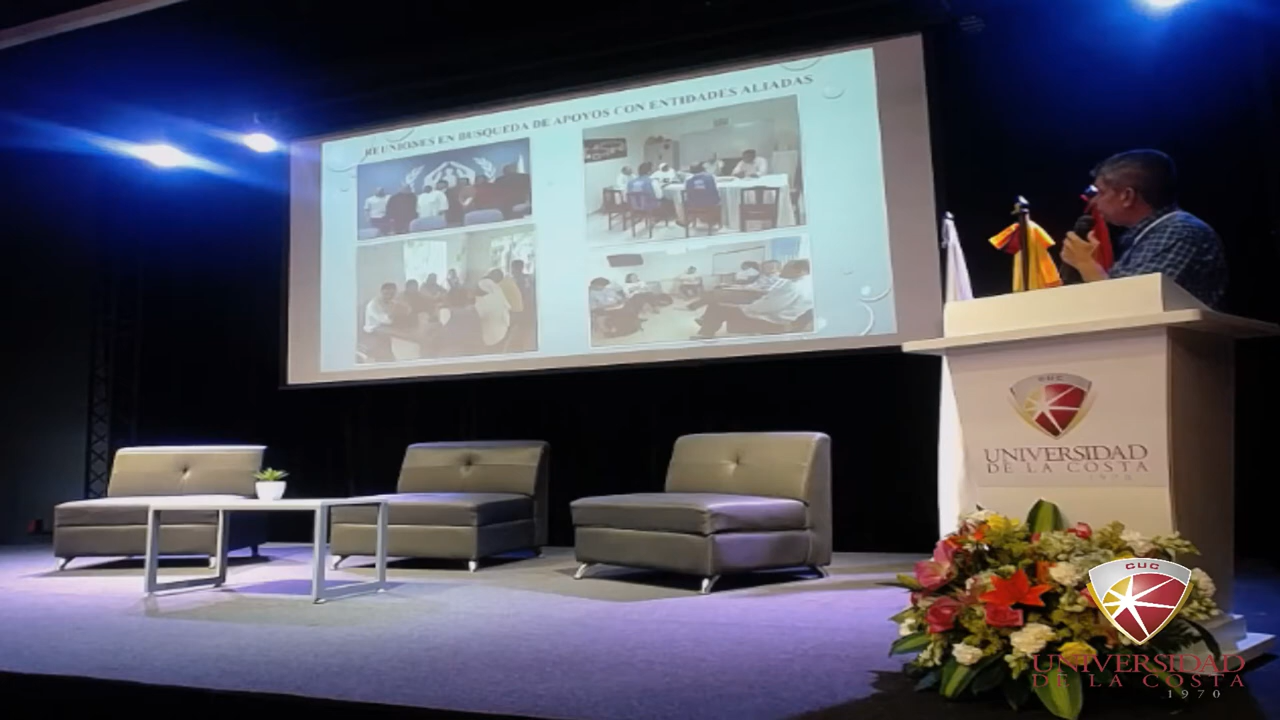 REUNIONES EN BUSQUEDA DE APOYOS CON ENTIDADES ALIADAS
CUC
UNIVERSIDAD
DE LA COSTA
1970
CUC
UNIVERSIDAD
DE LA COSTA
1970